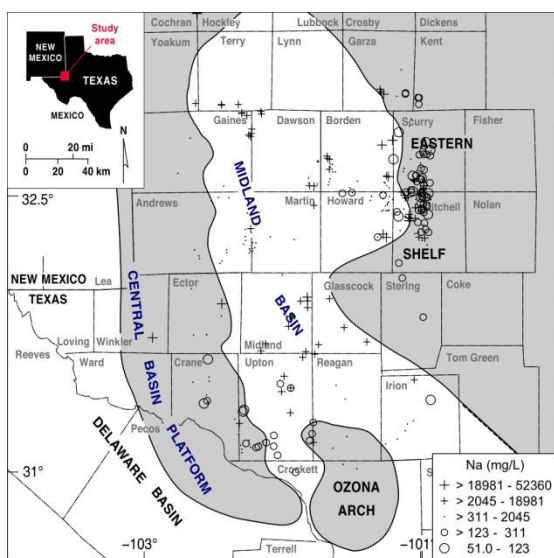 Cochran Hockley Lubbock Crosby Dickens
Yoakum Terry Lynn Garza Kent
Study
area
NEW
MEXICO
TEXAS
MEXICO
N
0 20 mi
0 20 40 km
Gaines Dawson Borden Scurry Fisher
EASTERN
MIDLAND
32.5°
Andrews Martin Howard Mitchell Nolan
SHELF
NEW MEXICO
TEXAS
Lea
Ector
Glasscock Sterling Coke
CENTRAL
BASIN
PLATFORM
BASIN
Loving Winkler
Midland
Reeves Ward Crane Upton Reagan Tom Green
Irion
Pecos
DELAWARE BASIN
31°
Crockett
OZONA
ARCH
Terrell
S
−103° −101°
Na (mg/L)
+ > 18981 - 52360
+ > 2045 - 18981
· > 311 - 2045
○ > 123 - 311
○ 51.0 - 123